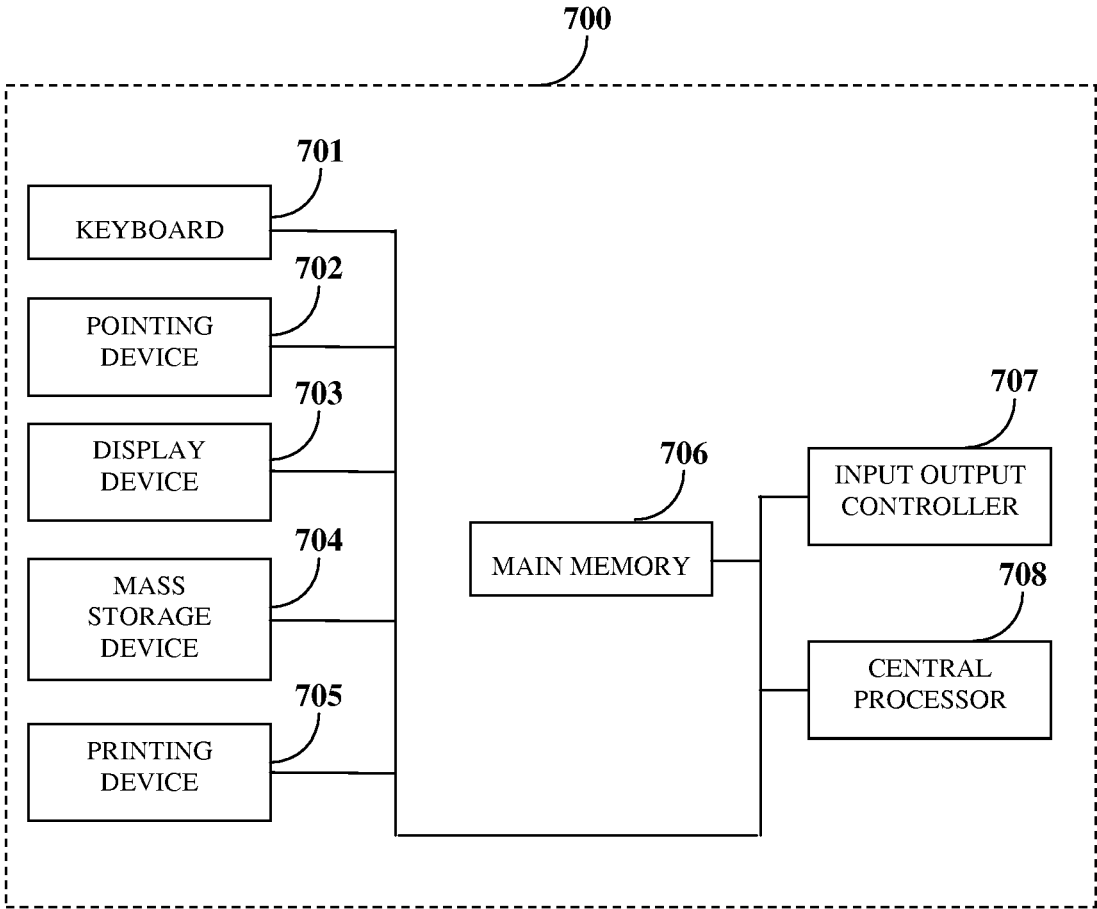 700
701
KEYBOARD
702
POINTING
DEVICE
703
DISPLAY
DEVICE
704
MASS
STORAGE
DEVICE
705
PRINTING
DEVICE
706
MAIN MEMORY
707
INPUT OUTPUT
CONTROLLER
708
CENTRAL
PROCESSOR